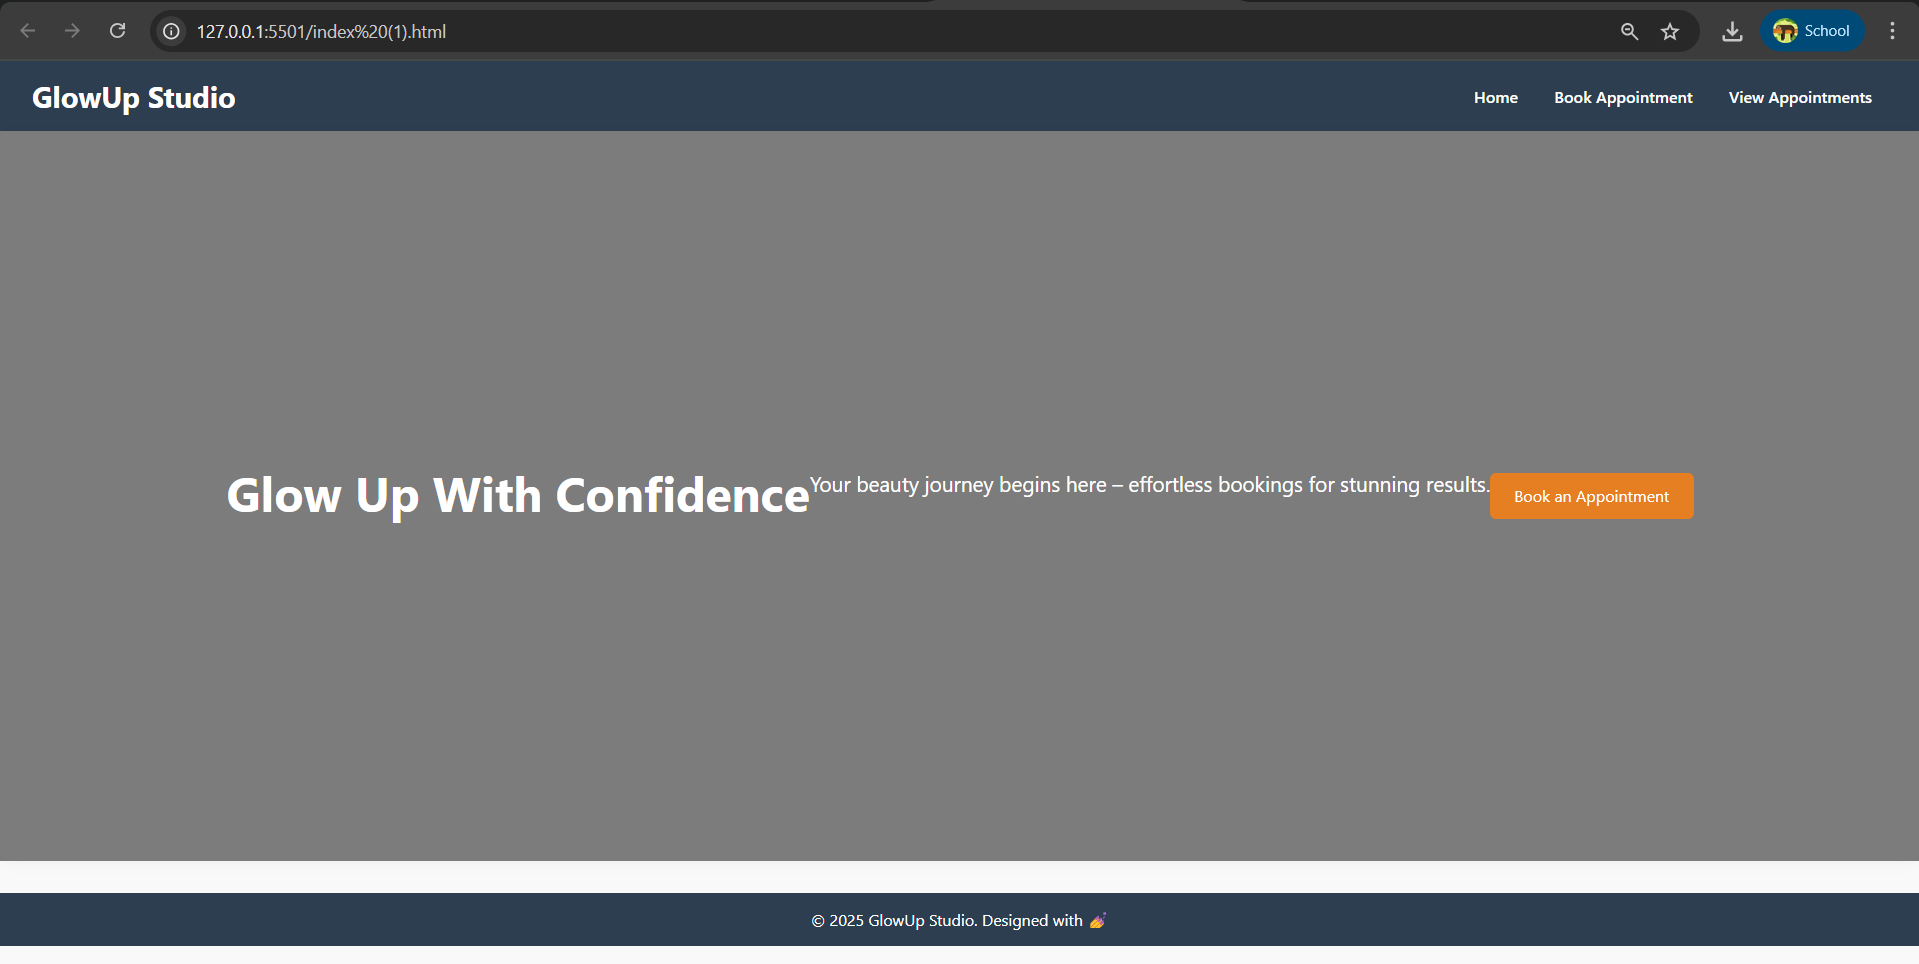 127.0.0.1:5501/index%20(1).html
School
GlowUp Studio
Home
Book Appointment
View Appointments
Glow Up With Confidence
Your beauty journey begins here – effortless bookings for stunning results.
Book an Appointment
© 2025 GlowUp Studio. Designed with 💅